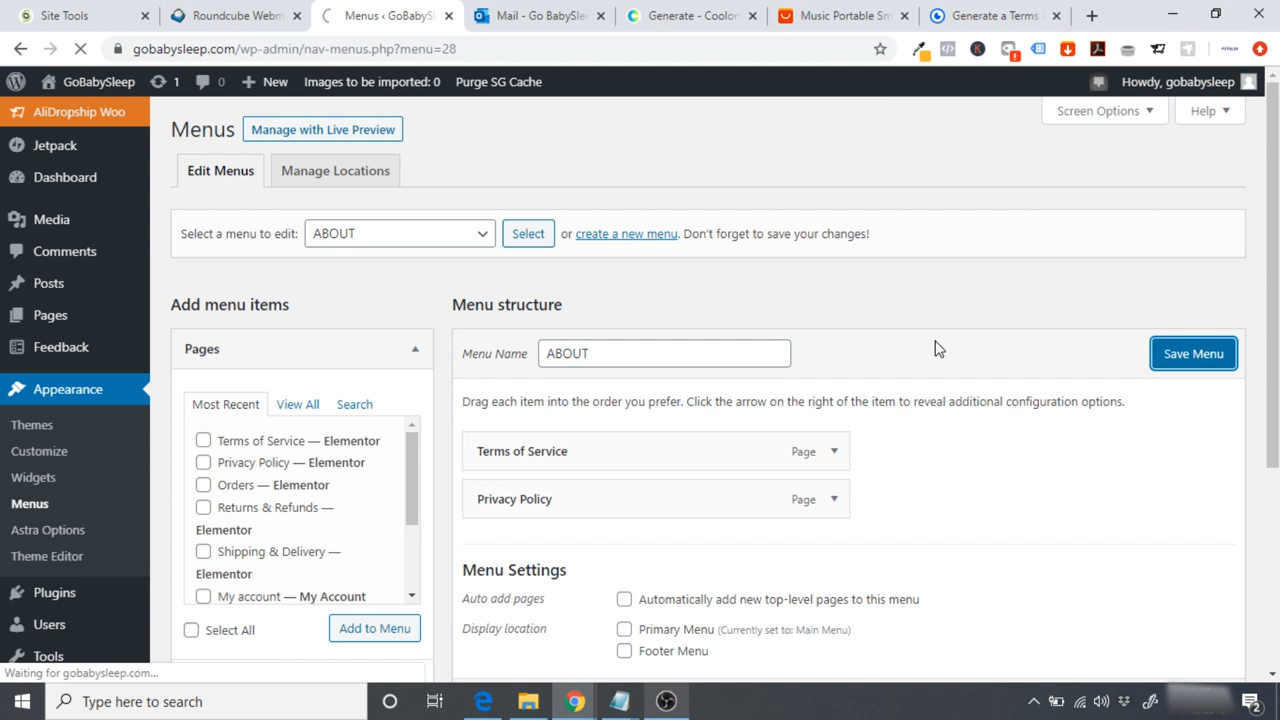 Site Tools
Roundcube Webm
Menus ‹ GoBabySl
Mail - Go BabySlee
Generate - Coolor
Music Portable Sm
Generate a Terms o
gobabysleep.com/wp-admin/nav-menus.php?menu=28
GoBabySleep 1 0 New Images to be imported: 0 Purge SG Cache Howdy, gobabysleep
AliDropship Woo
Jetpack
Dashboard
Media
Comments
Posts
Pages
Feedback
Appearance
Themes
Customize
Widgets
Menus
Astra Options
Theme Editor
Plugins
Users
Tools
Screen Options Help
Menus Manage with Live Preview
Edit Menus Manage Locations
Select a menu to edit: ABOUT Select or create a new menu. Don't forget to save your changes!
Add menu items
Pages
Most Recent View All Search
Terms of Service — Elementor
Privacy Policy — Elementor
Orders — Elementor
Returns & Refunds —
Elementor
Shipping & Delivery —
Elementor
My account — My Account
Select All Add to Menu
Menu structure
Menu Name ABOUT Save Menu
Drag each item into the order you prefer. Click the arrow on the right of the item to reveal additional configuration options.
Terms of Service Page
Privacy Policy Page
Menu Settings
Auto add pages Automatically add new top-level pages to this menu
Display location Primary Menu (Currently set to: Main Menu)
Footer Menu
Waiting for gobabysleep.com...
Type here to search
2